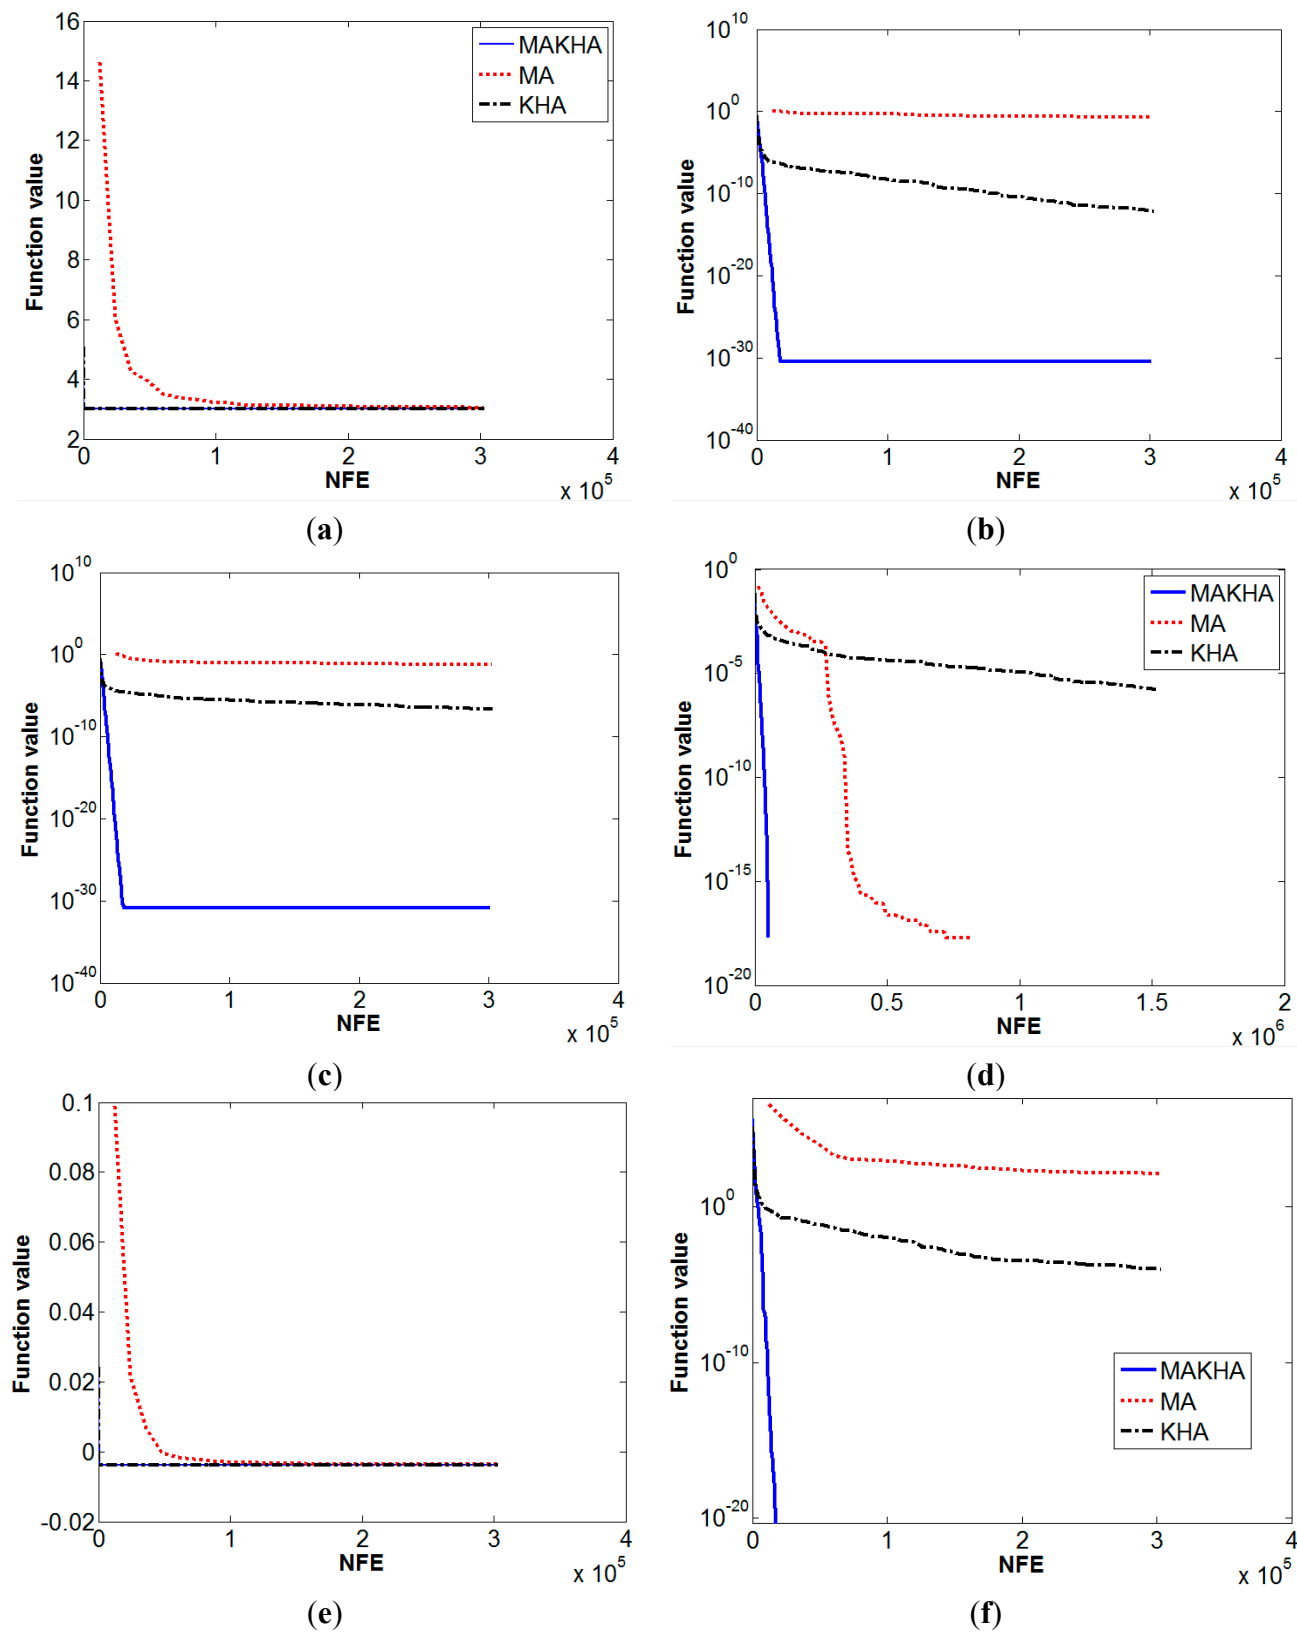 16
14
12
10
8
6
4
2
Function value
MAKHA
MA
KHA
0 1 2 3 4
NFE
x 10^5
(a)
10^10
10^0
10^-10
10^-20
10^-30
10^-40
Function value
0 1 2 3 4
NFE
x 10^5
(b)
10^10
10^0
10^-10
10^-20
10^-30
10^-40
Function value
0 1 2 3 4
NFE
x 10^5
(c)
10^0
10^-5
10^-10
10^-15
10^-20
Function value
MAKHA
MA
KHA
0 0.5 1 1.5 2
NFE
x 10^6
(d)
0.1
0.08
0.06
0.04
0.02
0
-0.02
Function value
0 1 2 3 4
NFE
x 10^5
(e)
10^0
10^-10
10^-20
Function value
MAKHA
MA
KHA
0 1 2 3 4
NFE
x 10^5
(f)